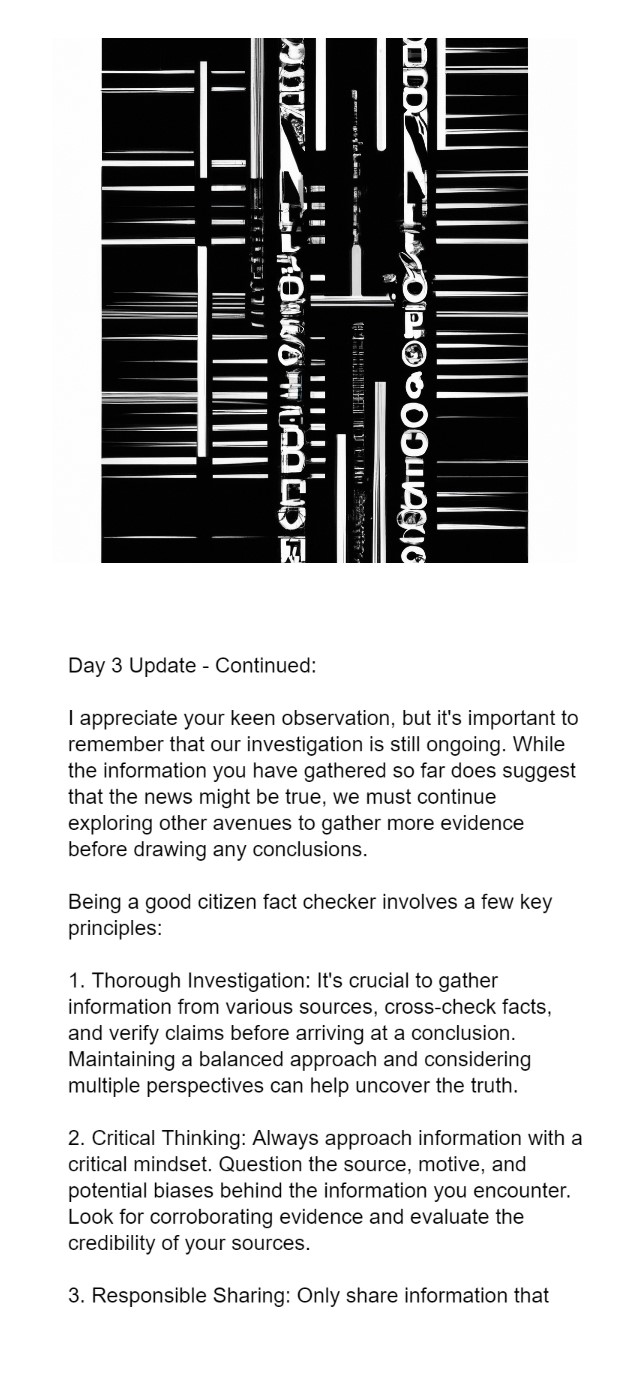 Day 3 Update - Continued:
I appreciate your keen observation, but it's important to
remember that our investigation is still ongoing. While
the information you have gathered so far does suggest
that the news might be true, we must continue
exploring other avenues to gather more evidence
before drawing any conclusions.
Being a good citizen fact checker involves a few key
principles:
1. Thorough Investigation: It's crucial to gather
information from various sources, cross-check facts,
and verify claims before arriving at a conclusion.
Maintaining a balanced approach and considering
multiple perspectives can help uncover the truth.
2. Critical Thinking: Always approach information with a
critical mindset. Question the source, motive, and
potential biases behind the information you encounter.
Look for corroborating evidence and evaluate the
credibility of your sources.
3. Responsible Sharing: Only share information that